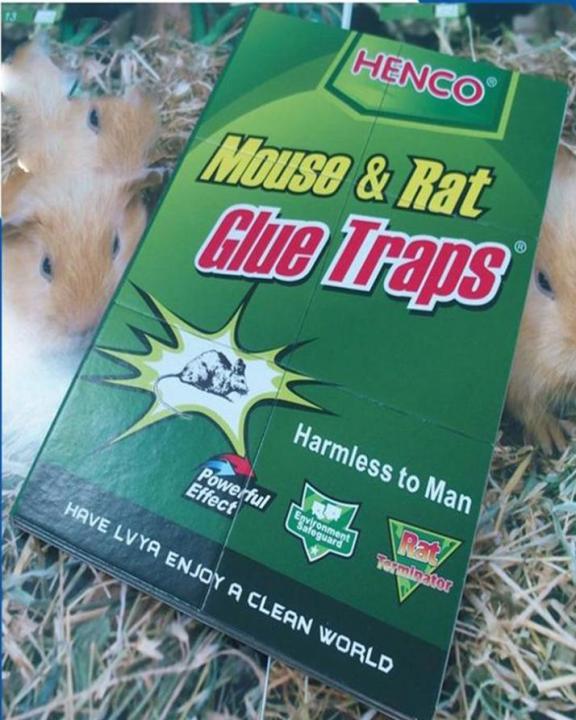 13
HENCO®
Mouse & Rat
Glue Traps®
Harmless to Man
Powerful
Effect
Environment
Safeguard
Rat
Terminator
HAVE LVYA ENJOY A CLEAN WORLD